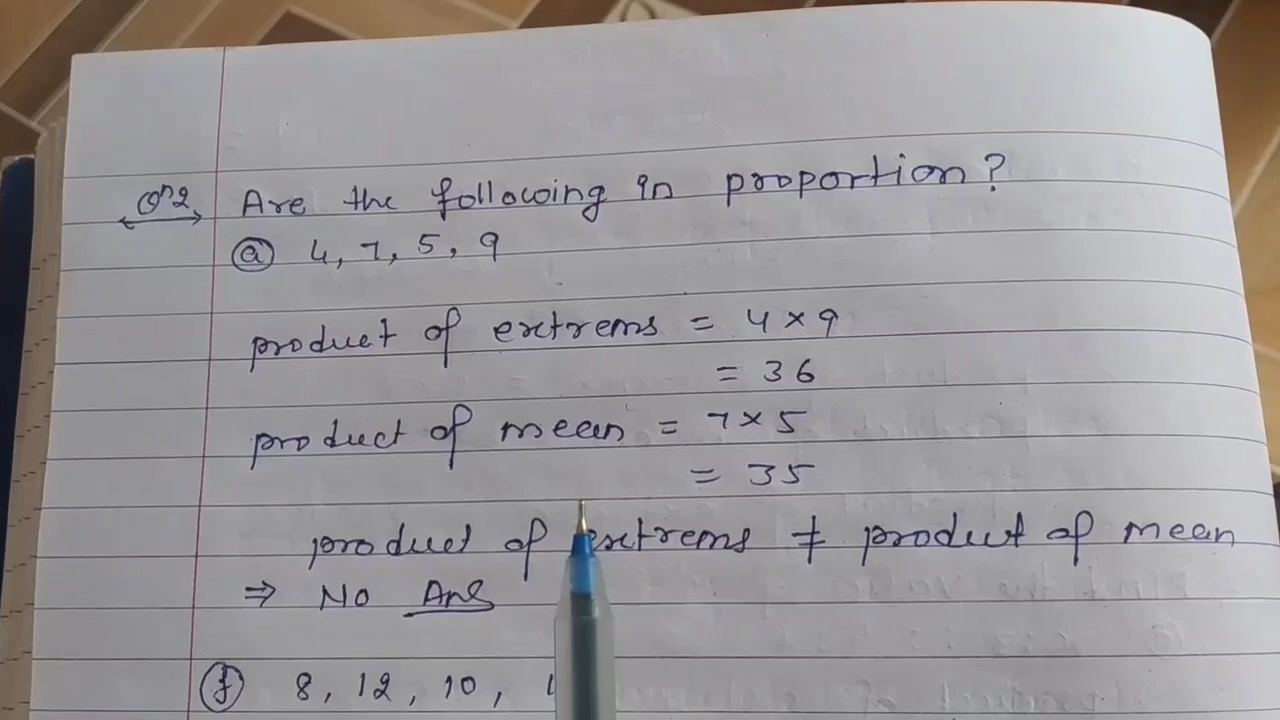 Qn2 Are the following in proportion?
(a) 4, 7, 5, 9
product of extrems = 4 × 9
= 36
product of mean = 7 × 5
= 35
product of extrems ≠ product of mean
⇒ No Ans
(f) 8, 12, 10,